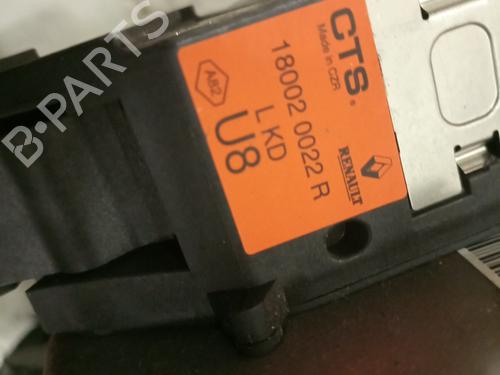 CTS®
Made in CZR
AB2
18002 0022 R
L KD
U8
RENAULT
B-PARTS